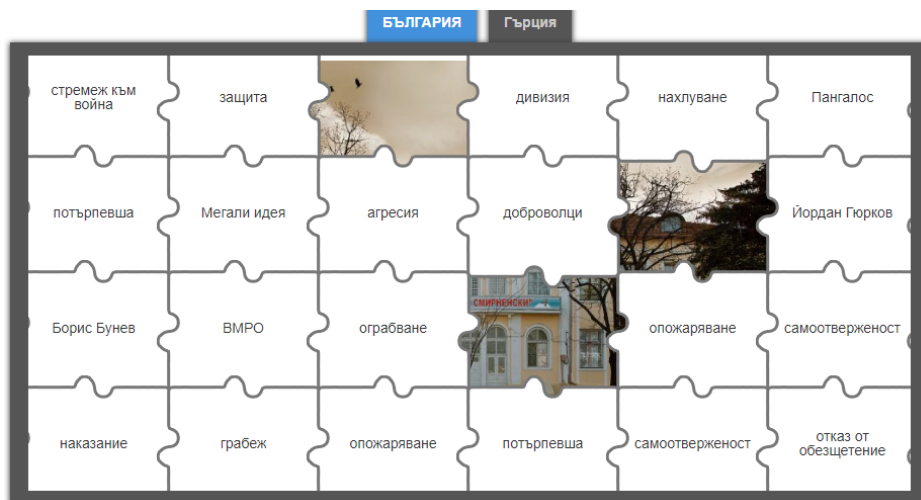 БЪЛГАРИЯ Гърция
стремеж към война защита дивизия нахлуване Пангалос
потърпевша Мегали идея агресия доброволци Йордан Гюрков
Борис Бунев ВМРО ограбване СМИРНЕНСКИ опожаряване самоотверженост
наказание грабеж опожаряване потърпевша самоотверженост отказ от обезщетение